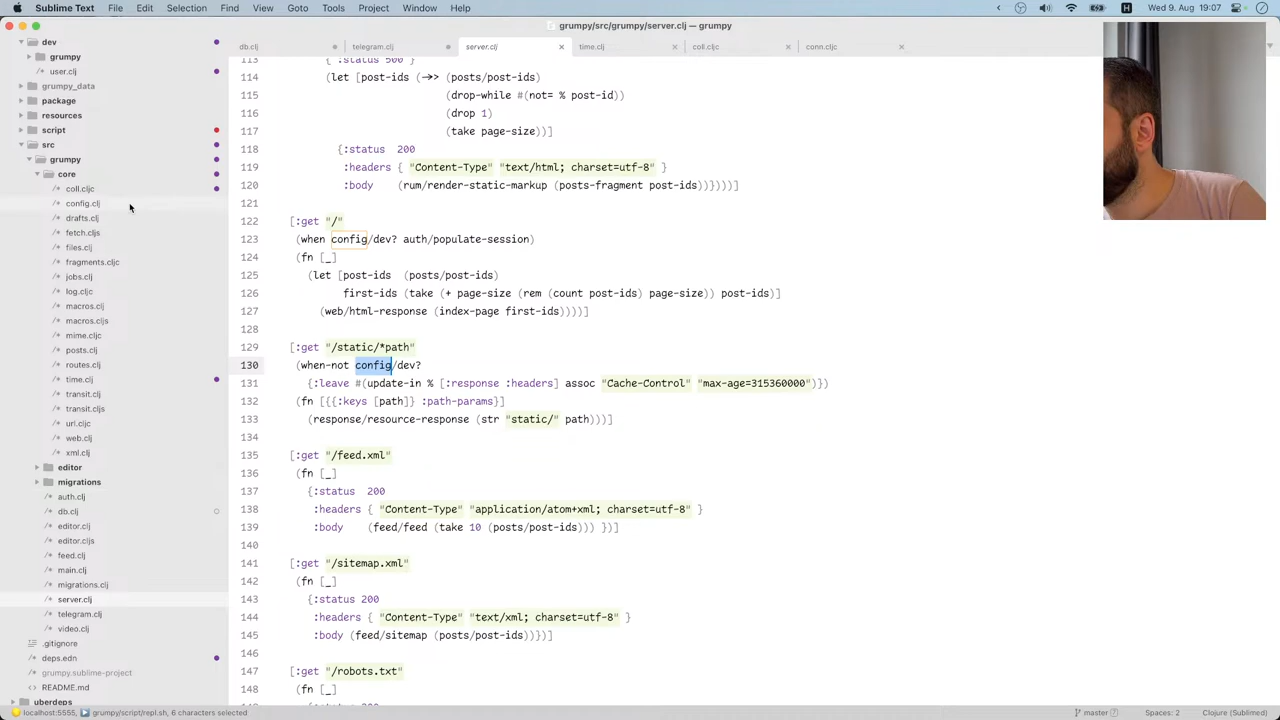 Sublime Text File Edit Selection Find View Goto Tools Project Window Help Wed 9. Aug 19:07
grumpy/src/grumpy/server.clj — grumpy
dev
grumpy
user.clj
grumpy_data
package
resources
script
src
grumpy
core
coll.cljc
config.clj
drafts.clj
fetch.cljs
files.clj
fragments.cljc
jobs.clj
log.cljc
macros.clj
macros.cljs
mime.cljc
posts.clj
routes.clj
time.clj
transit.clj
transit.cljs
url.cljc
web.clj
xml.clj
editor
migrations
auth.clj
db.clj
editor.clj
editor.cljs
feed.clj
main.clj
migrations.clj
server.clj
telegram.clj
video.clj
.gitignore
deps.edn
grumpy.sublime-project
README.md
uberdeps
db.clj telegram.clj server.clj time.clj coll.cljc conn.cljc
113 { :status 500 }
114 (let [post-ids (->> (posts/post-ids)
115 (drop-while #(not= % post-id))
116 (drop 1)
117 (take page-size))]
118 {:status 200
119 :headers { "Content-Type" "text/html; charset=utf-8" }
120 :body (rum/render-static-markup (posts-fragment post-ids))}))))]
121
122 [:get "/"
123 (when config/dev? auth/populate-session)
124 (fn [_]
125 (let [post-ids (posts/post-ids)
126 first-ids (take (+ page-size (rem (count post-ids) page-size)) post-ids)]
127 (web/html-response (index-page first-ids))))]
128
129 [:get "/static/*path"
130 (when-not config/dev?
131 {:leave #(update-in % [:response :headers] assoc "Cache-Control" "max-age=315360000")})
132 (fn [{{:keys [path]} :path-params}]
133 (response/resource-response (str "static/" path)))]
134
135 [:get "/feed.xml"
136 (fn [_]
137 {:status 200
138 :headers { "Content-Type" "application/atom+xml; charset=utf-8" }
139 :body (feed/feed (take 10 (posts/post-ids))) })]
140
141 [:get "/sitemap.xml"
142 (fn [_]
143 {:status 200
144 :headers { "Content-Type" "text/xml; charset=utf-8" }
145 :body (feed/sitemap (posts/post-ids))})]
146
147 [:get "/robots.txt"
148 (fn [_]
localhost:5555, grumpy/script/repl.sh, 6 characters selected master Spaces: 2 Clojure (Sublimed)